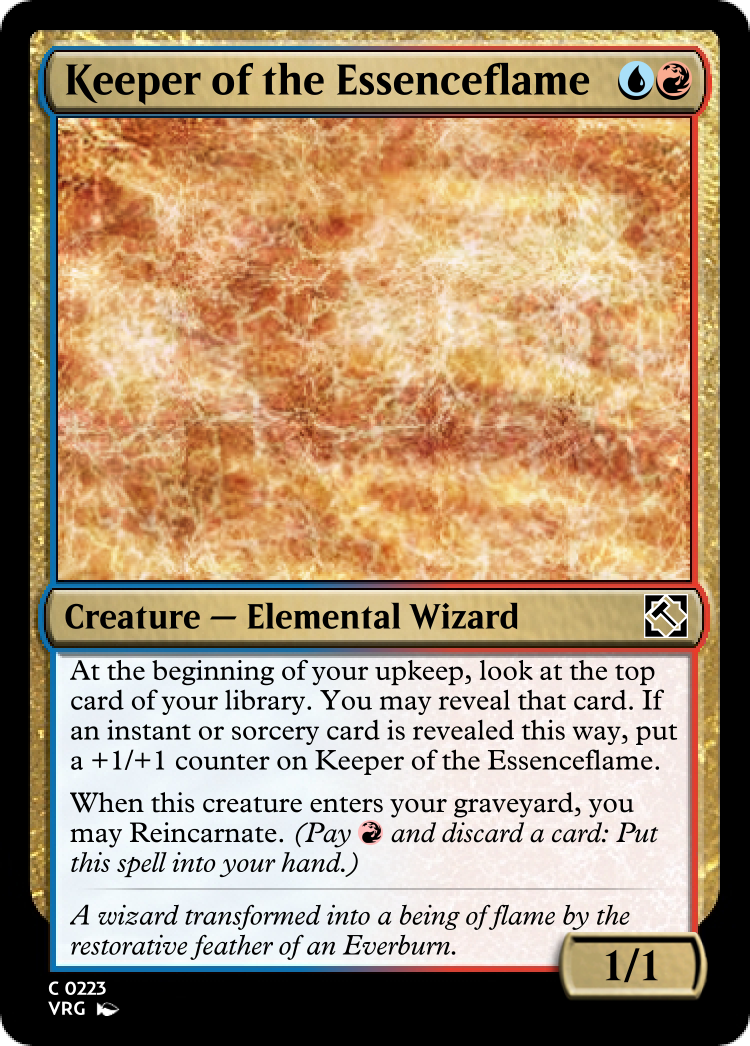 Keeper of the Essenceflame
Creature — Elemental Wizard
At the beginning of your upkeep, look at the top
card of your library. You may reveal that card. If
an instant or sorcery card is revealed this way, put
a +1/+1 counter on Keeper of the Essenceflame.
When this creature enters your graveyard, you
may Reincarnate. (Pay and discard a card: Put
this spell into your hand.)
A wizard transformed into a being of flame by the
restorative feather of an Everburn.
1/1
C 0223
VRG